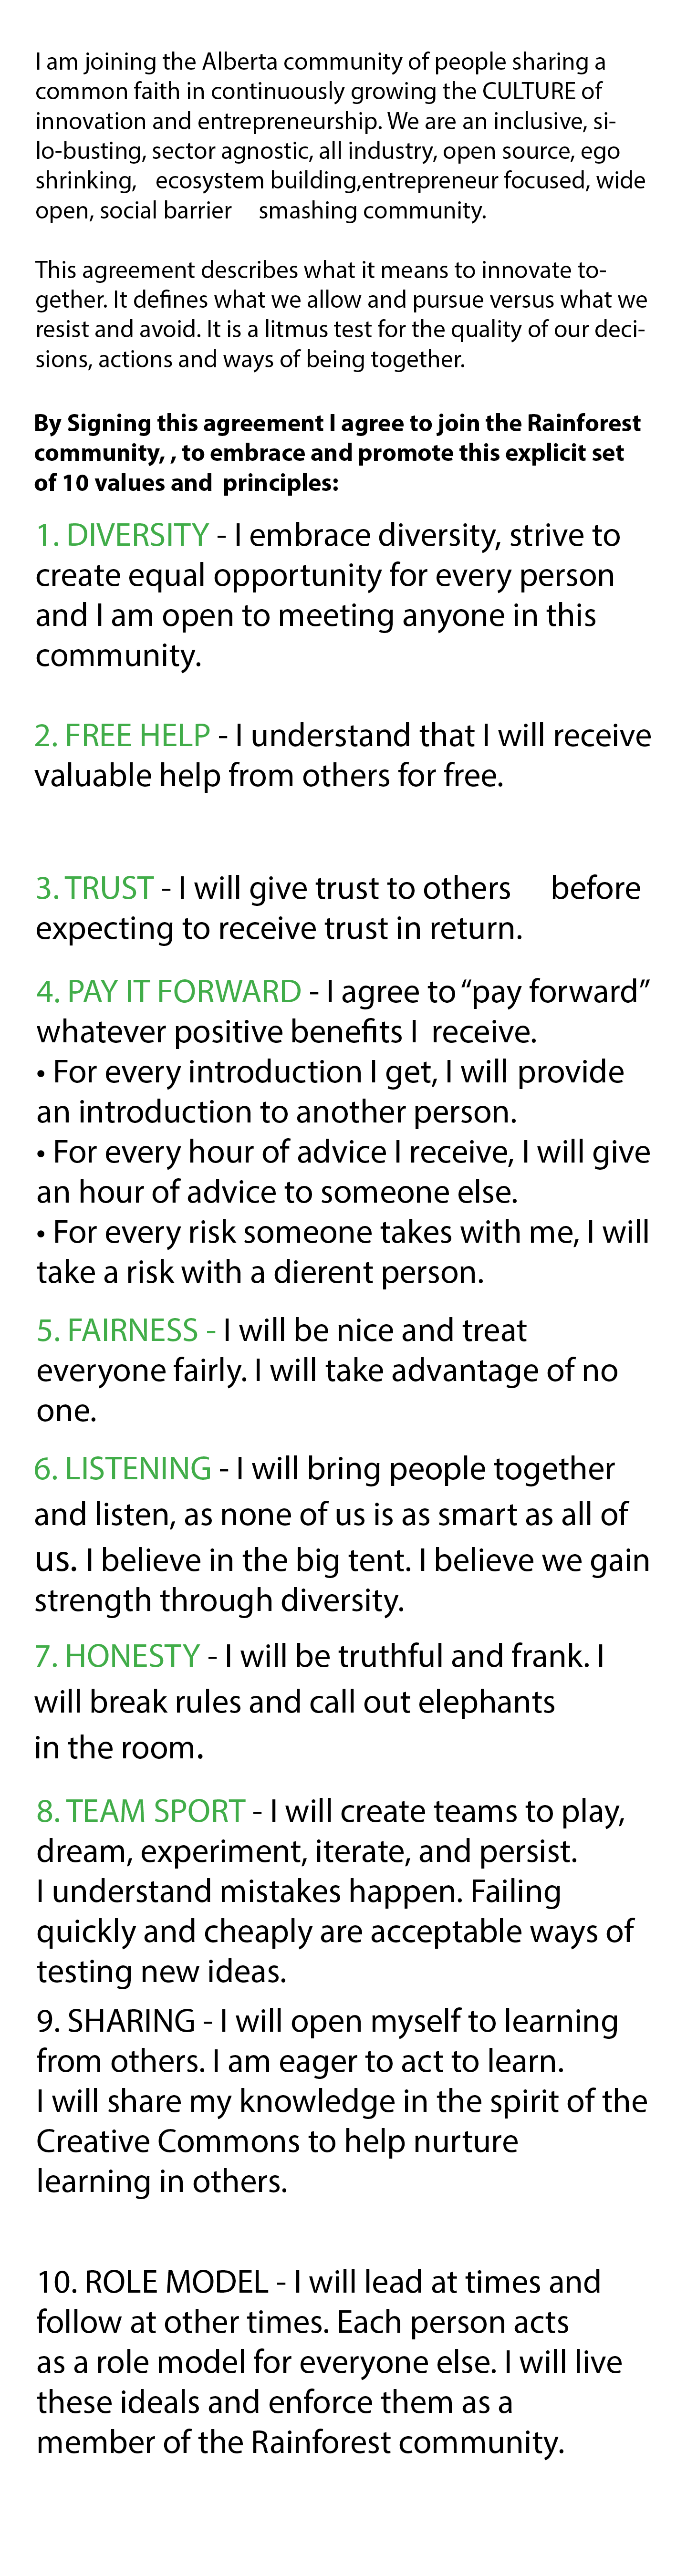 I am joining the Alberta community of people sharing a
common faith in continuously growing the CULTURE of
innovation and entrepreneurship. We are an inclusive, si-
lo-busting, sector agnostic, all industry, open source, ego
shrinking,   ecosystem building,entrepreneur focused, wide
open, social barrier    smashing community.

This agreement describes what it means to innovate to-
gether. It defines what we allow and pursue versus what we
resist and avoid. It is a litmus test for the quality of our deci-
sions, actions and ways of being together.

By Signing this agreement I agree to join the Rainforest
community, , to embrace and promote this explicit set
of 10 values and  principles:
1. DIVERSITY - I embrace diversity, strive to
create equal opportunity for every person
and I am open to meeting anyone in this
community.

2. FREE HELP - I understand that I will receive
valuable help from others for free.

3. TRUST - I will give trust to others    before
expecting to receive trust in return.
4. PAY IT FORWARD - I agree to “pay forward”
whatever positive benefits I  receive.
• For every introduction I get, I will provide
an introduction to another person.
• For every hour of advice I receive, I will give
an hour of advice to someone else.
• For every risk someone takes with me, I will
take a risk with a dierent person.
5. FAIRNESS - I will be nice and treat
everyone fairly. I will take advantage of no
one.
6. LISTENING - I will bring people together
and listen, as none of us is as smart as all of
us. I believe in the big tent. I believe we gain
strength through diversity.
7. HONESTY - I will be truthful and frank. I
will break rules and call out elephants
in the room.
8. TEAM SPORT - I will create teams to play,
dream, experiment, iterate, and persist.
I understand mistakes happen. Failing
quickly and cheaply are acceptable ways of
testing new ideas.
9. SHARING - I will open myself to learning
from others. I am eager to act to learn.
I will share my knowledge in the spirit of the
Creative Commons to help nurture
learning in others.

10. ROLE MODEL - I will lead at times and
follow at other times. Each person acts
as a role model for everyone else. I will live
these ideals and enforce them as a
member of the Rainforest community.